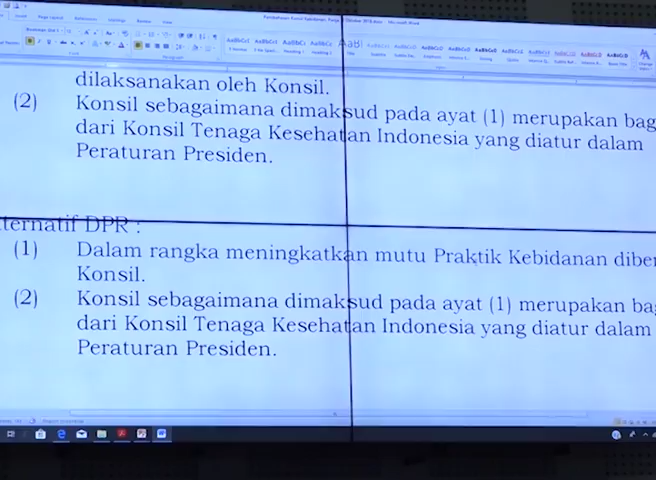 dilaksanakan oleh Konsil.
(2) Konsil sebagaimana dimaksud pada ayat (1) merupakan bag
dari Konsil Tenaga Kesehatan Indonesia yang diatur dalam
Peraturan Presiden.
ternatif DPR :
(1) Dalam rangka meningkatkan mutu Praktik Kebidanan diber
Konsil.
(2) Konsil sebagaimana dimaksud pada ayat (1) merupakan bag
dari Konsil Tenaga Kesehatan Indonesia yang diatur dalam
Peraturan Presiden.